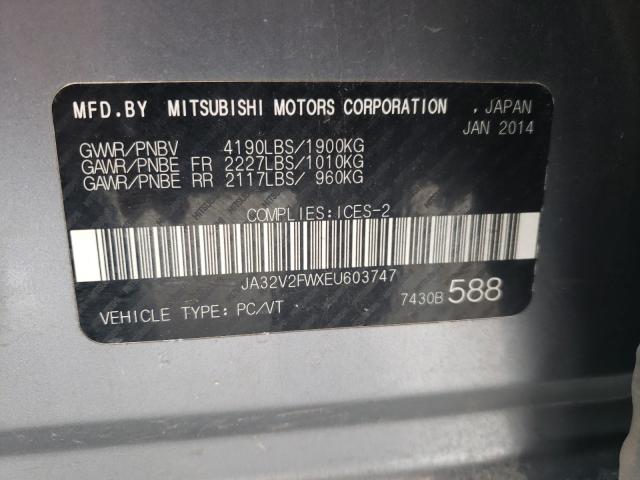 MFD.BY MITSUBISHI MOTORS CORPORATION , JAPAN
JAN 2014
GVWR/PNBV 4190LBS/1900KG
GAWR/PNBE FR 2227LBS/1010KG
GAWR/PNBE RR 2117LBS/ 960KG
COMPLIES:ICES-2
JA32V2FWXEU603747
VEHICLE TYPE: PC/VT 7430B 588